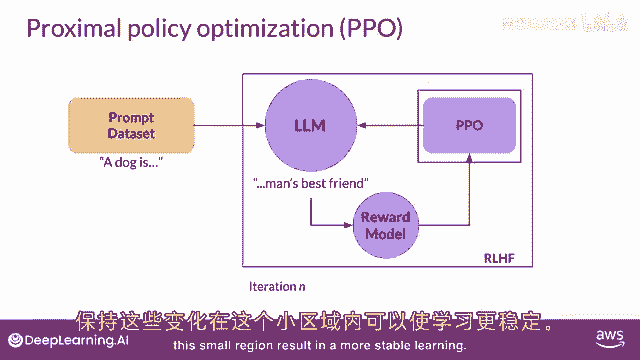 Proximal policy optimization (PPO)
Prompt
Dataset
"A dog is..."
LLM
PPO
"...man's best friend"
Reward
Model
RLHF
Iteration n
保持这些变化在这个小区域内可以使学习更稳定。
this small region result in a more stable learning.
DeepLearning.AI
aws